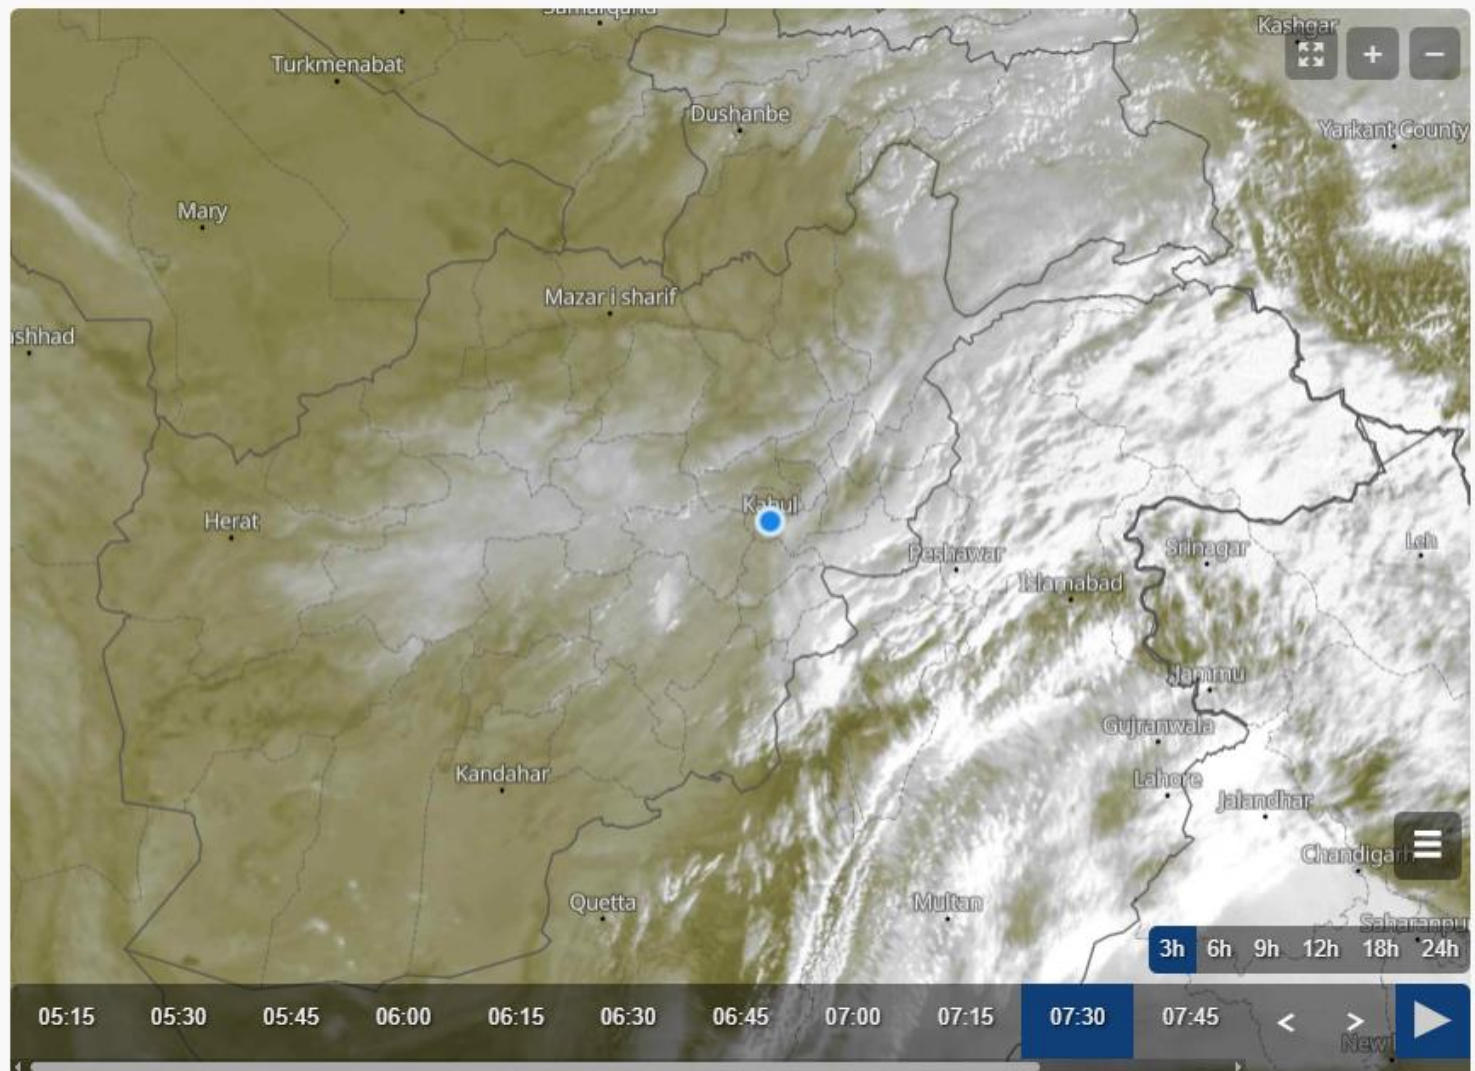 Samarqand
Kashgar
Turkmenabat
+
−
Dushanbe
Yarkant County
Mary
Mazar i sharif
shhad
Kabul
Herat
Peshawar
Srinagar
Leh
Islamabad
Jammu
Gujranwala
Kandahar
Lahore
Jalandhar
Chandigarh
Quetta
Multan
Saharanpu
3h 6h 9h 12h 18h 24h
05:15 05:30 05:45 06:00 06:15 06:30 06:45 07:00 07:15 07:30 07:45 < >
New